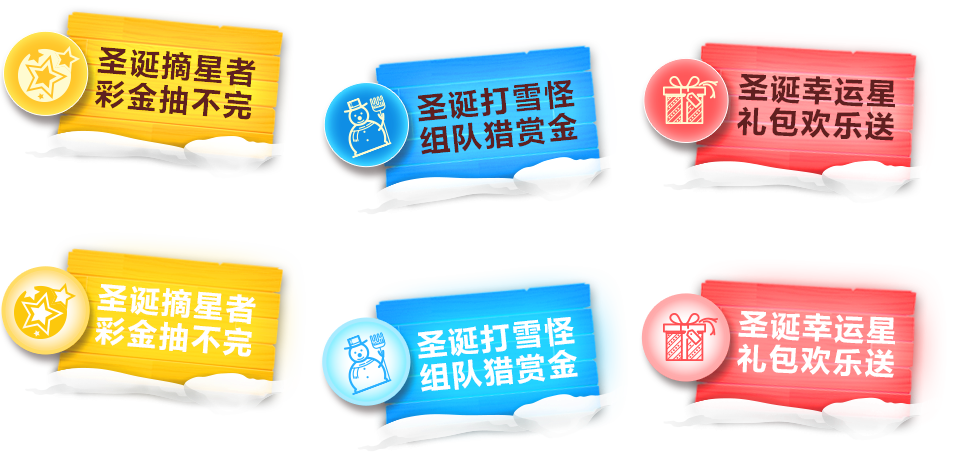 圣诞摘星者
彩金抽不完
圣诞打雪怪
组队猎赏金
圣诞幸运星
礼包欢乐送
圣诞摘星者
彩金抽不完
圣诞打雪怪
组队猎赏金
圣诞幸运星
礼包欢乐送